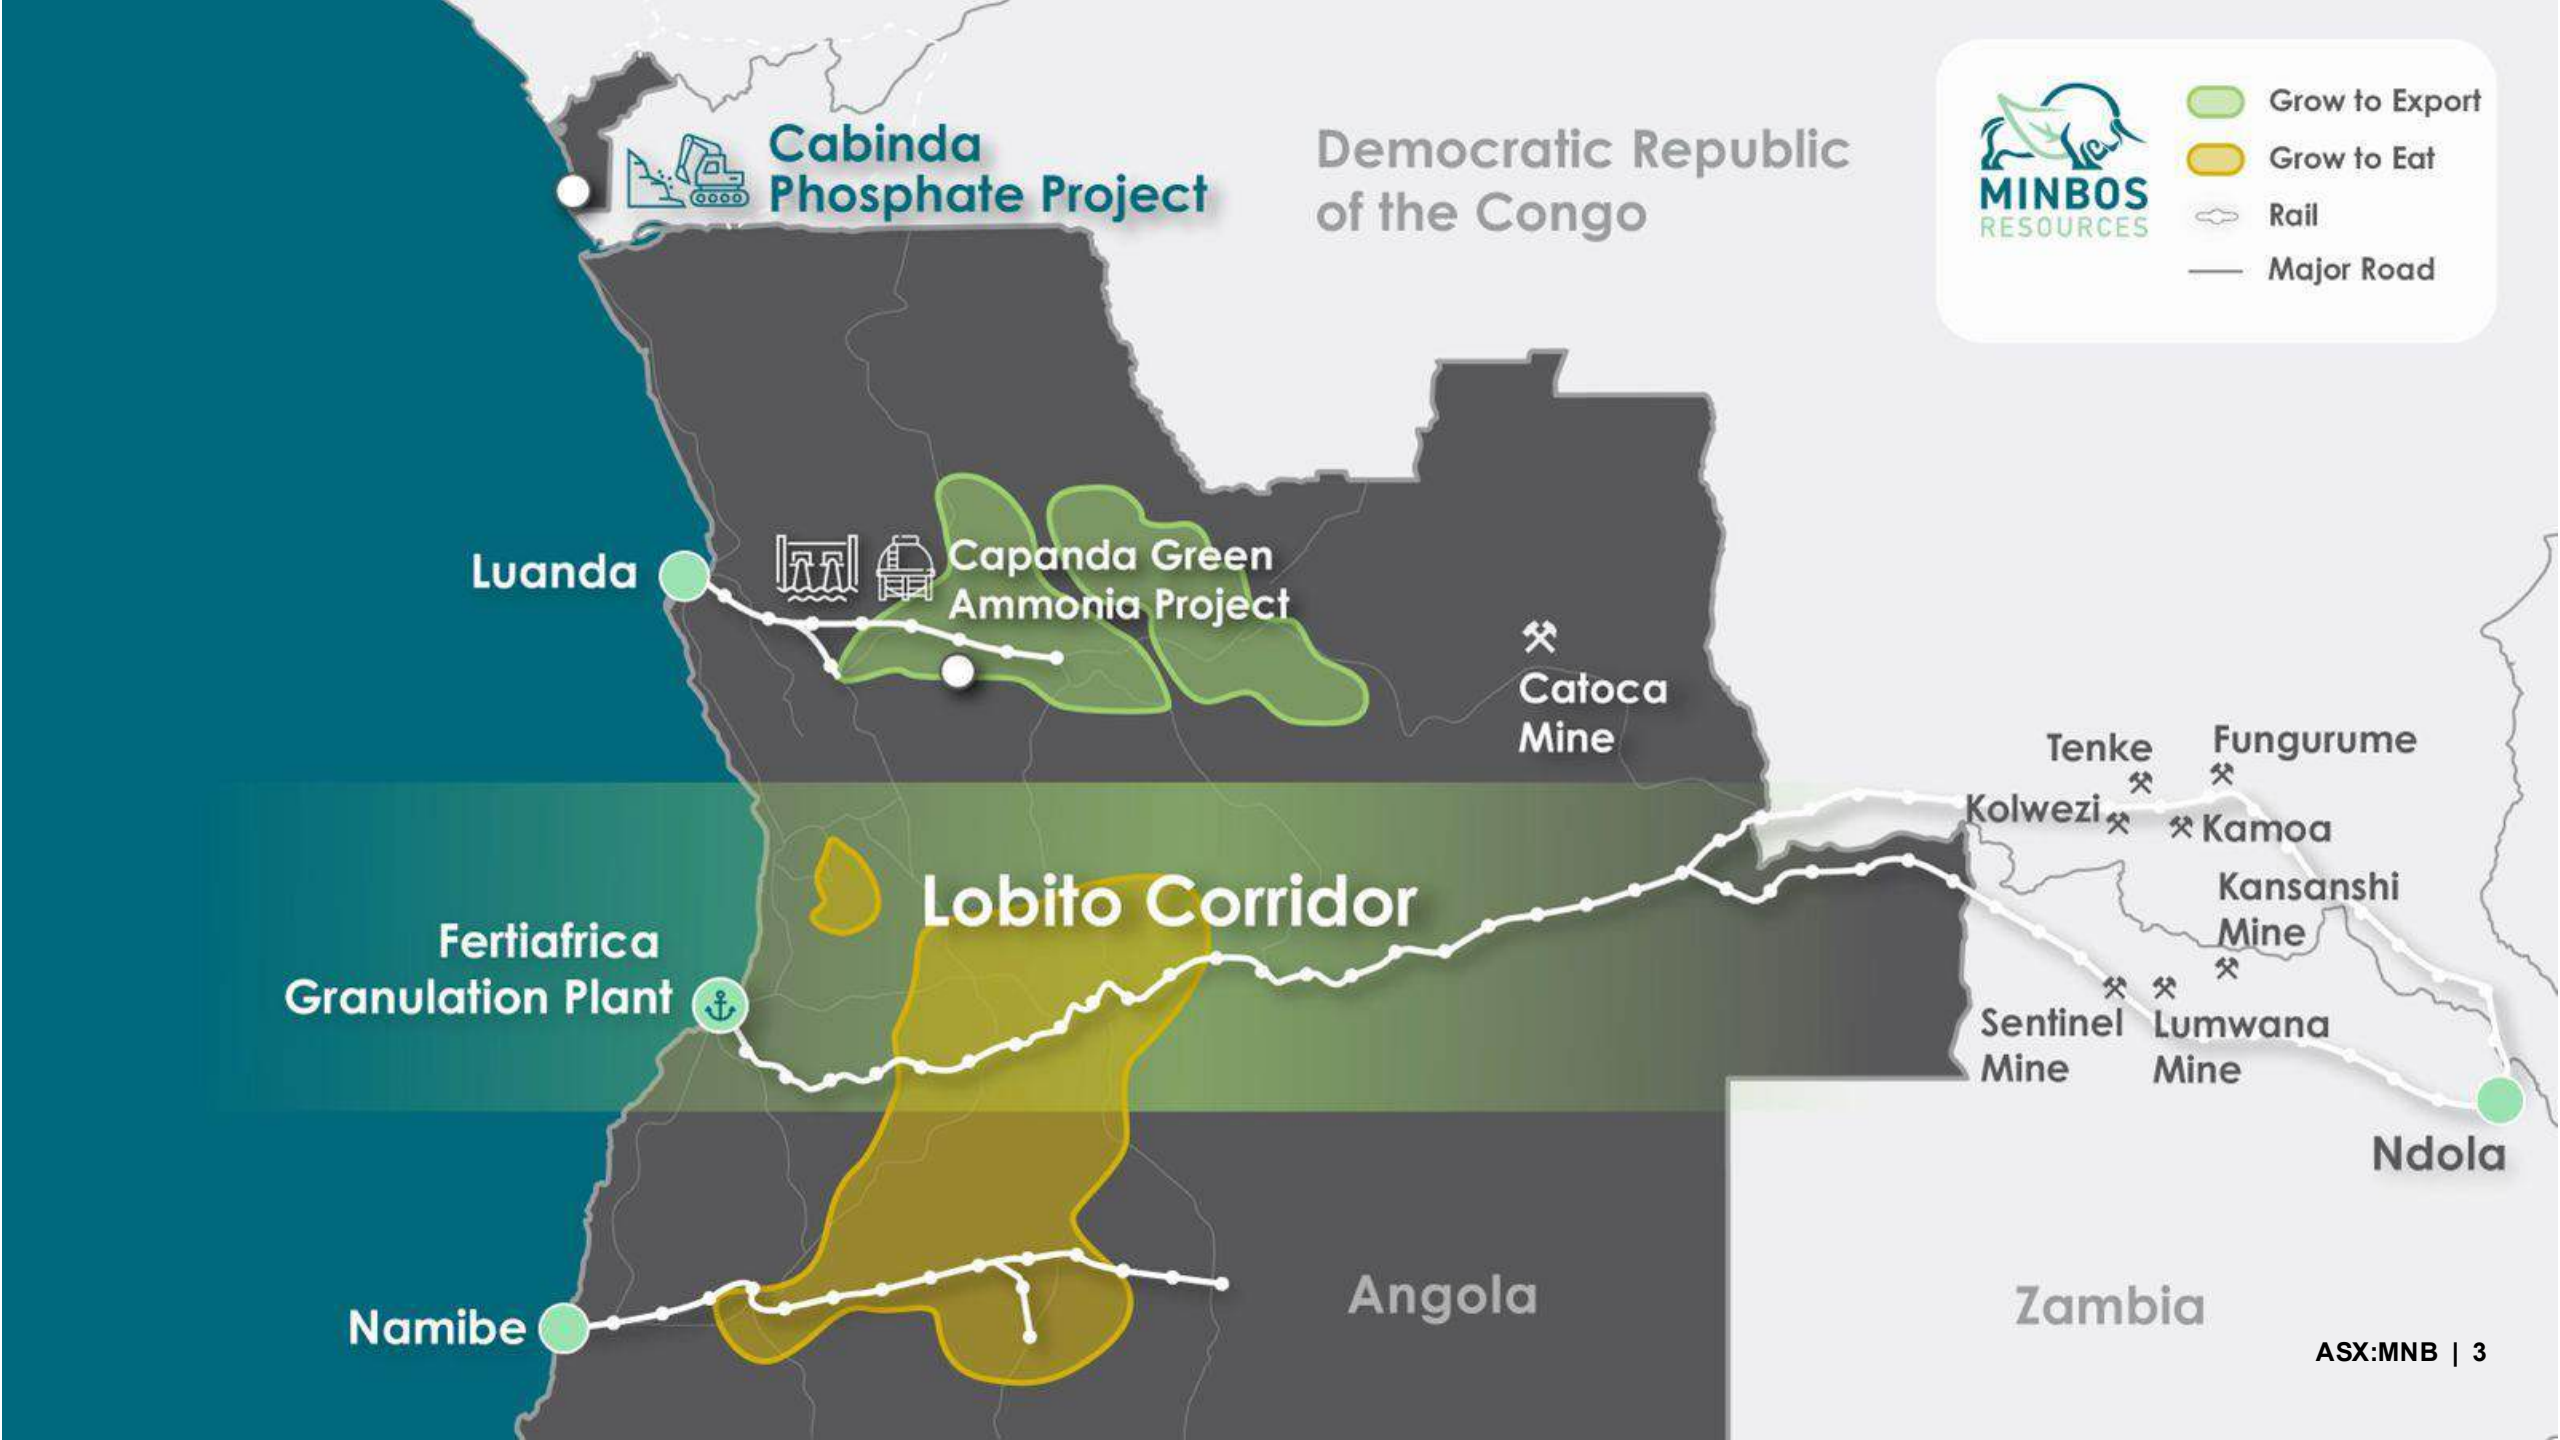 Cabinda
Phosphate Project
Democratic Republic
of the Congo
MINBOS
RESOURCES
Grow to Export
Grow to Eat
Rail
Major Road
Luanda
Capanda Green
Ammonia Project
Catoca
Mine
Tenke
Fungurume
Kolwezi
Kamoa
Kansanshi
Mine
Lobito Corridor
Fertiafrica
Granulation Plant
Sentinel
Mine
Lumwana
Mine
Ndola
Namibe
Angola
Zambia
ASX:MNB | 3